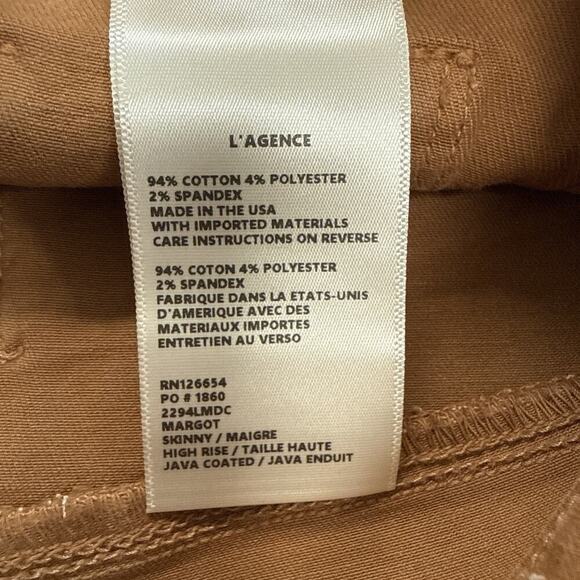 L'AGENCE
94% COTTON 4% POLYESTER
2% SPANDEX
MADE IN THE USA
WITH IMPORTED MATERIALS
CARE INSTRUCTIONS ON REVERSE
94% COTON 4% POLYESTER
2% SPANDEX
FABRIQUE DANS LA ETATS-UNIS
D'AMERIQUE AVEC DES
MATERIAUX IMPORTES
ENTRETIEN AU VERSO
RN126654
PO # 1860
2294LMDC
MARGOT
SKINNY / MAIGRE
HIGH RISE / TAILLE HAUTE
JAVA COATED / JAVA ENDUIT